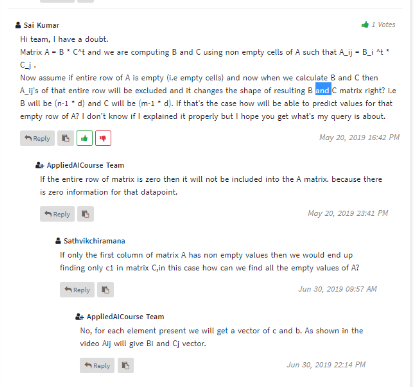 Sai Kumar
1 Votes
Hi team, I have a doubt.
Matrix A = B * C^t and we are computing B and C using non empty cells of A such that A_ij = B_i ^t *
C_j .
Now assume if entire row of A is empty (i.e empty cells) and now when we calculate B and C then
A_ij's of that entire row will be excluded and it changes the shape of resulting B and C matrix right? i.e
B will be (n-1 * d) and C will be (m-1 * d). If that's the case how will be able to predict values for that
empty row of A? I don't know if I explained it properly but I hope you get what's my query is about.
Reply
May 20, 2019 16:42 PM
AppliedAICourse Team
If the entire row of matrix is zero then it will not be included into the A matrix. because there
is zero information for that datapoint.
Reply
May 20, 2019 23:41 PM
Sathvikchiramana
If only the first column of matrix A has non empty values then we would end up
finding only c1 in matrix C,in this case how can we find all the empty values of A?
Reply
Jun 30, 2019 09:57 AM
AppliedAICourse Team
No, for each element present we will get a vector of c and b. As shown in the
video Aij will give Bi and Cj vector.
Reply
Jun 30, 2019 22:14 PM